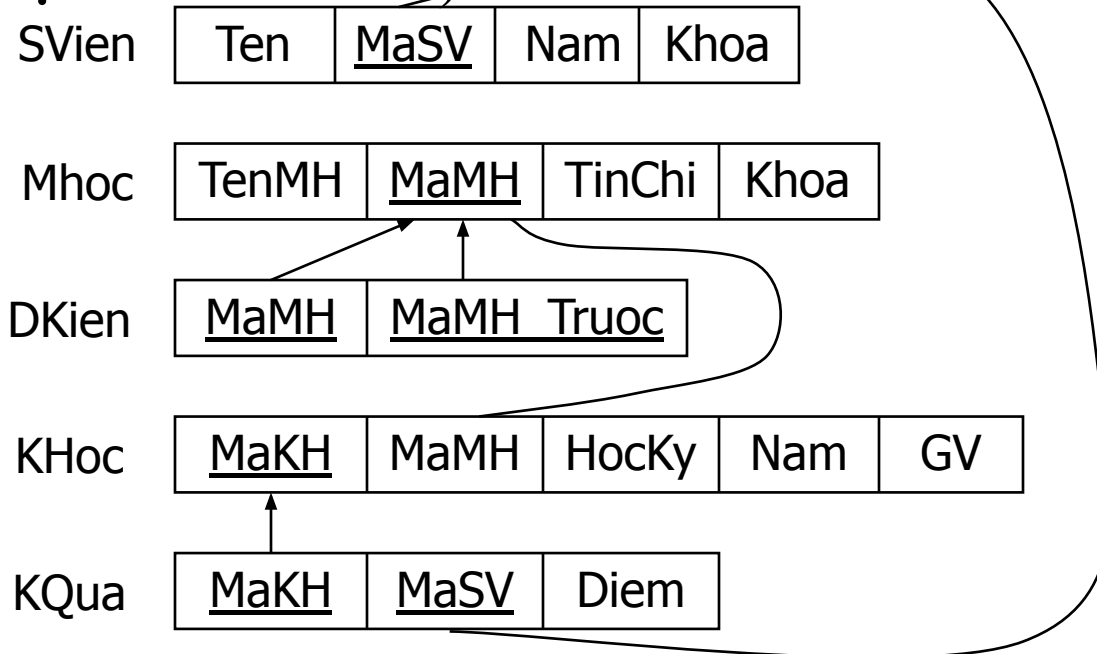 SVien Ten MaSV Nam Khoa
Mhoc TenMH MaMH TinChi Khoa
DKien MaMH MaMH_Truoc
KHoc MaKH MaMH HocKy Nam GV
KQua MaKH MaSV Diem